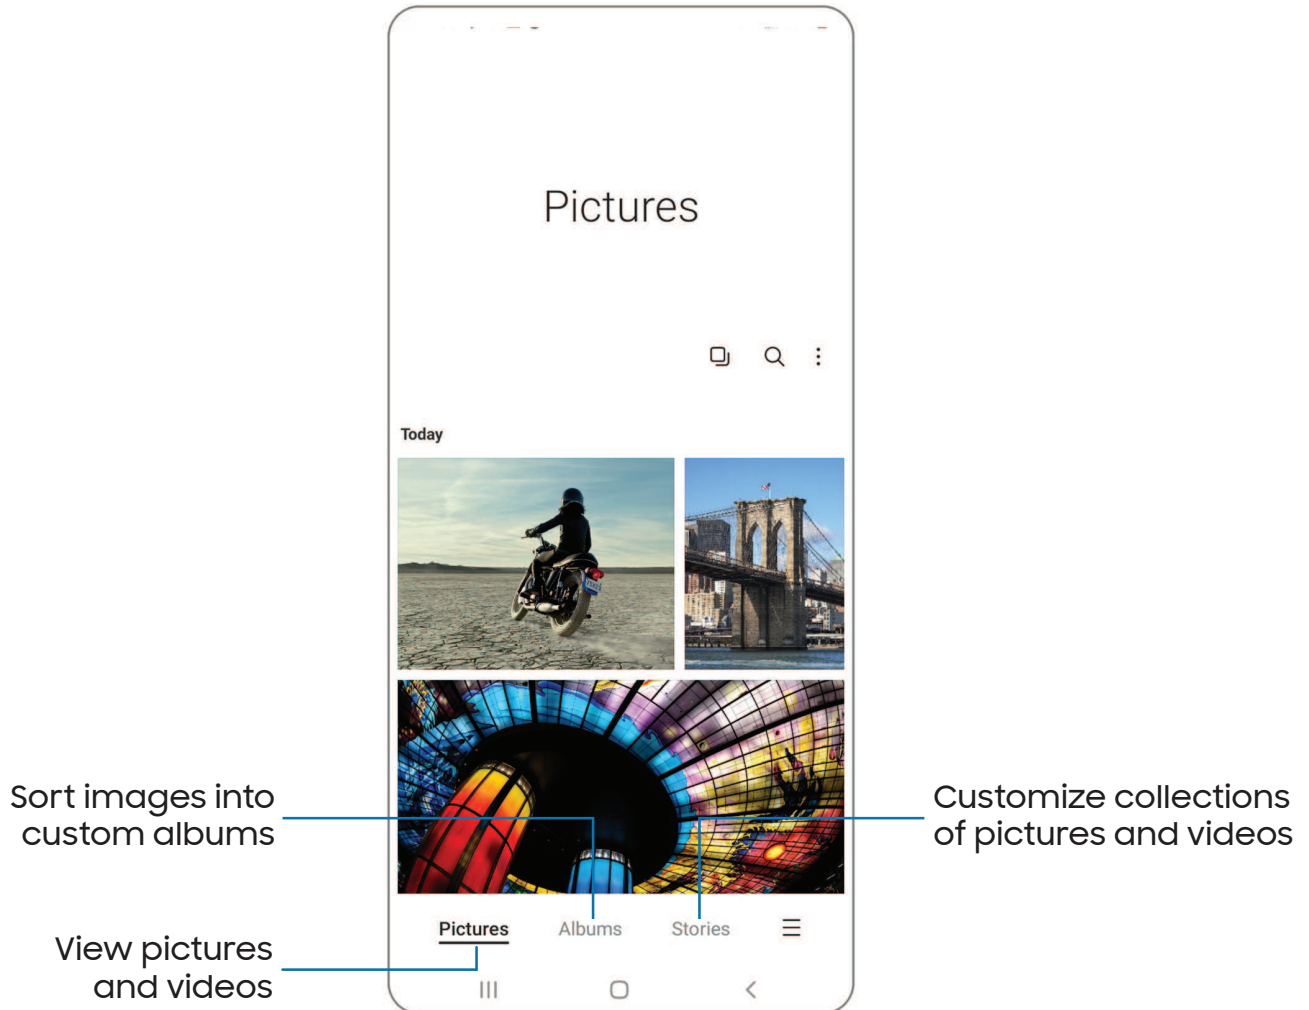 Pictures
Today
Sort images into
custom albums
Customize collections
of pictures and videos
Pictures Albums Stories
View pictures
and videos